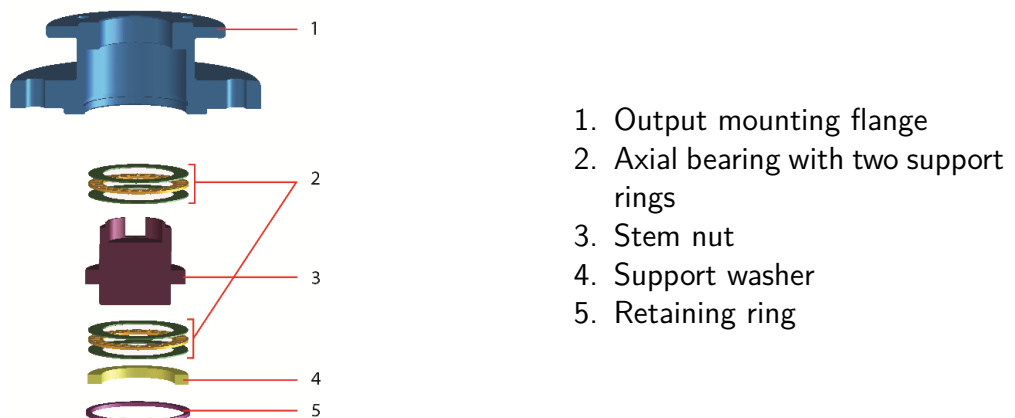 1
2
3
4
5
1. Output mounting flange
2. Axial bearing with two support
rings
3. Stem nut
4. Support washer
5. Retaining ring